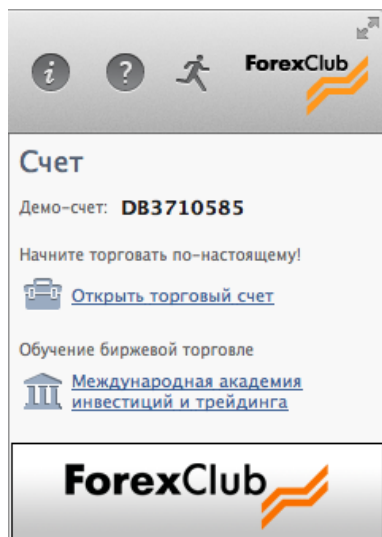 ForexClub
Счет
Демо-счет: DB3710585
Начните торговать по-настоящему!
Открыть торговый счет
Обучение биржевой торговле
Международная академия
инвестиций и трейдинга
ForexClub